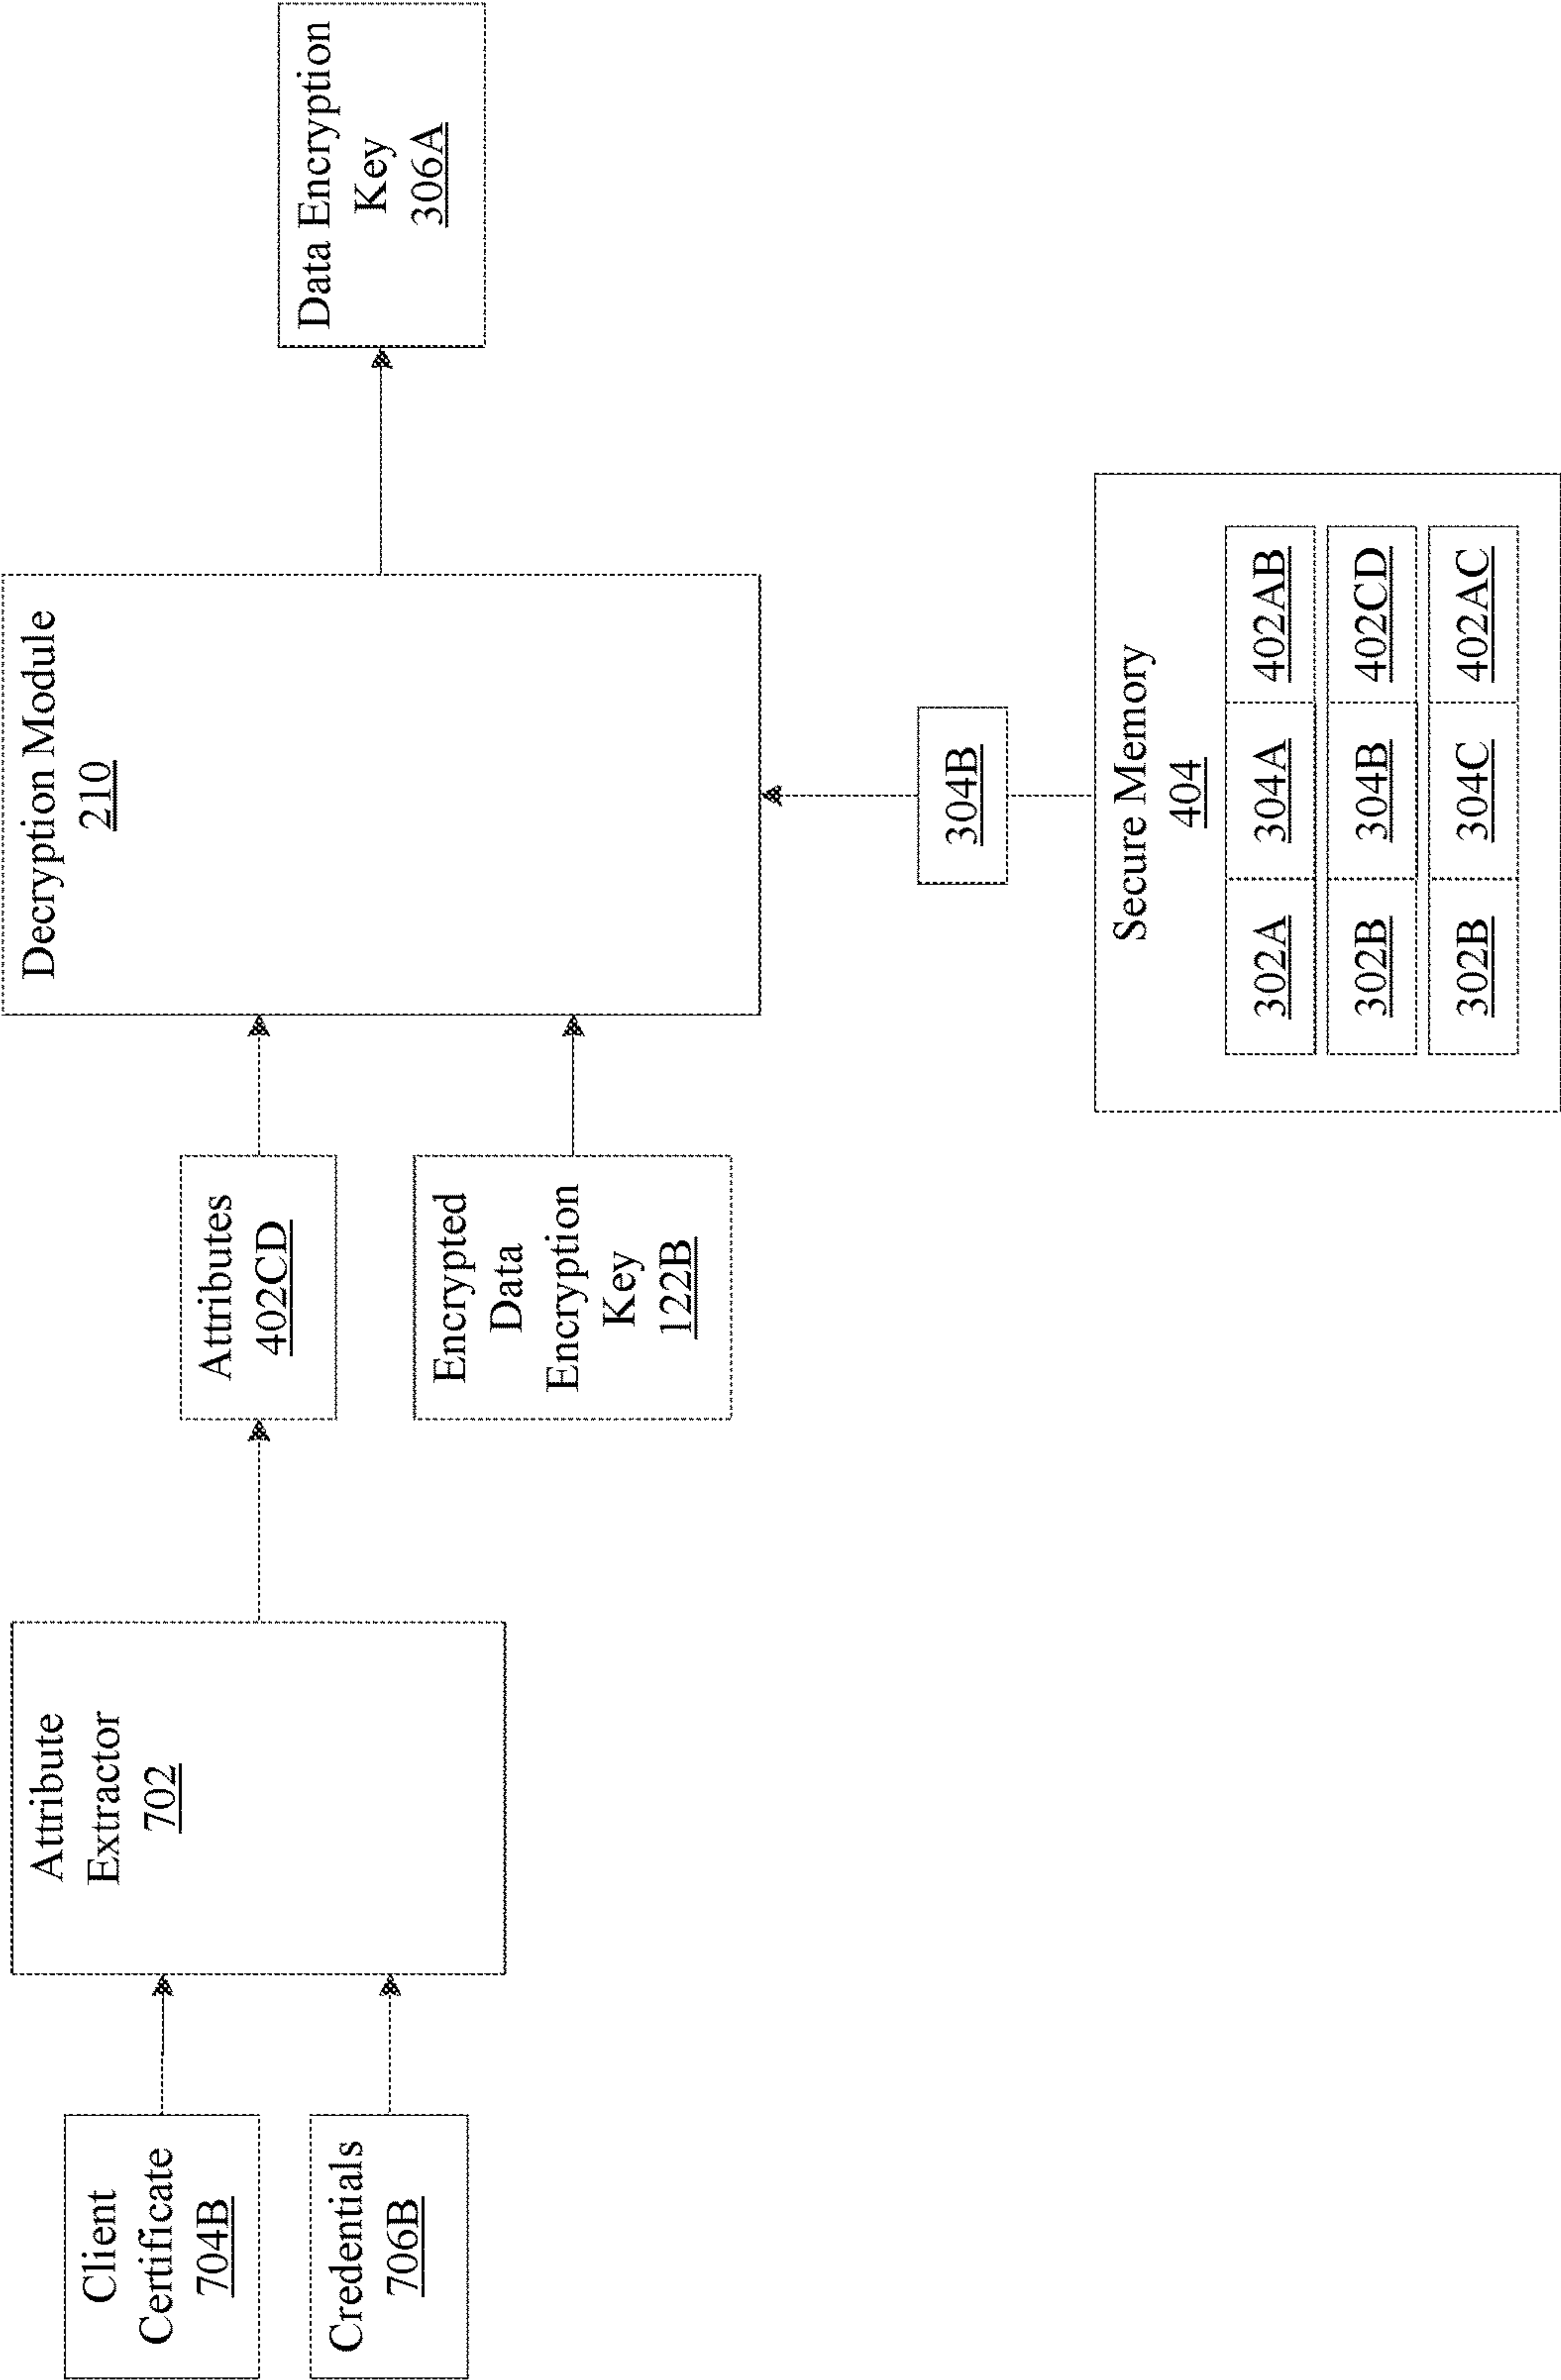 Client
Certificate
704B
Credentials
706B
Attribute
Extractor
702
Attributes
402CD
Encrypted
Data
Encryption
Key
122B
Decryption Module
210
Data Encryption
Key
306A
304B
Secure Memory
404
302A 304A 402AB
302B 304B 402CD
302B 304C 402AC